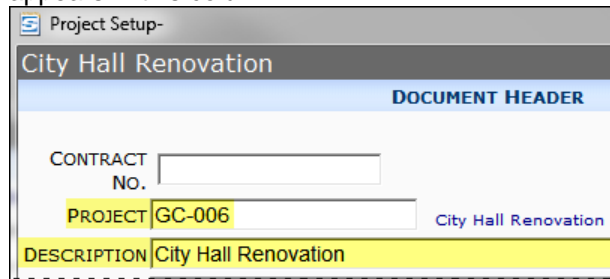 Project Setup-
City Hall Renovation
DOCUMENT HEADER
CONTRACT
NO.
PROJECT GC-006 City Hall Renovation
DESCRIPTION City Hall Renovation